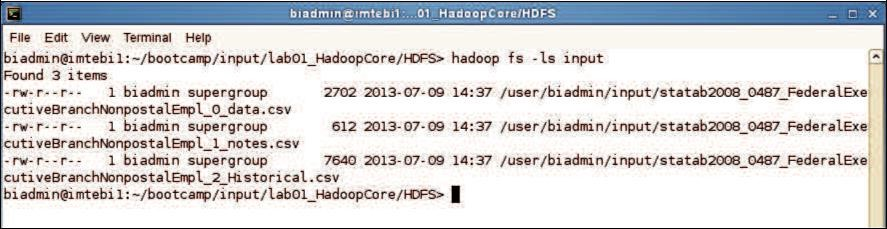 biadmin@imtebi1:...01_HadoopCore/HDFS
File Edit View Terminal Help
biadmin@imtebi1:~/bootcamp/input/lab01_HadoopCore/HDFS> hadoop fs -ls input
Found 3 items
-rw-r--r-- 1 biadmin supergroup 2702 2013-07-09 14:37 /user/biadmin/input/statab2008_0487_FederalExe
cutiveBranchNonpostalEmpl_0_data.csv
-rw-r--r-- 1 biadmin supergroup 612 2013-07-09 14:37 /user/biadmin/input/statab2008_0487_FederalExe
cutiveBranchNonpostalEmpl_1_notes.csv
-rw-r--r-- 1 biadmin supergroup 7640 2013-07-09 14:37 /user/biadmin/input/statab2008_0487_FederalExe
cutiveBranchNonpostalEmpl_2_Historical.csv
biadmin@imtebi1:~/bootcamp/input/lab01_HadoopCore/HDFS>